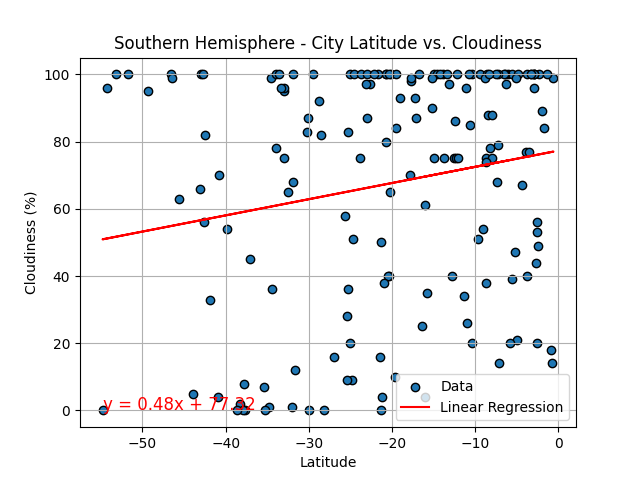 Southern Hemisphere - City Latitude vs. Cloudiness
100
80
60
40
20
0
Cloudiness (%)
y = 0.48x + 77.22
Data
Linear Regression
−50
−40
−30
−20
−10
0
Latitude